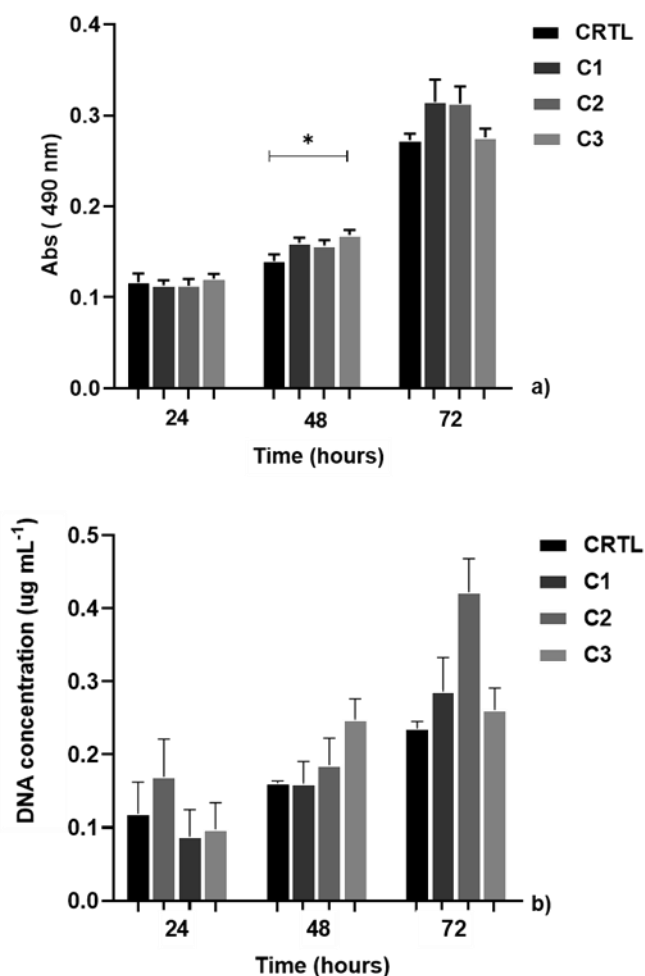 0.4
0.3
0.2
0.1
0.0
Abs ( 490 nm)
*
CRTL
C1
C2
C3
24 48 72
Time (hours)
a)
0.5
0.4
0.3
0.2
0.1
0.0
DNA concentration (ug mL-1)
CRTL
C1
C2
C3
24 48 72
Time (hours)
b)